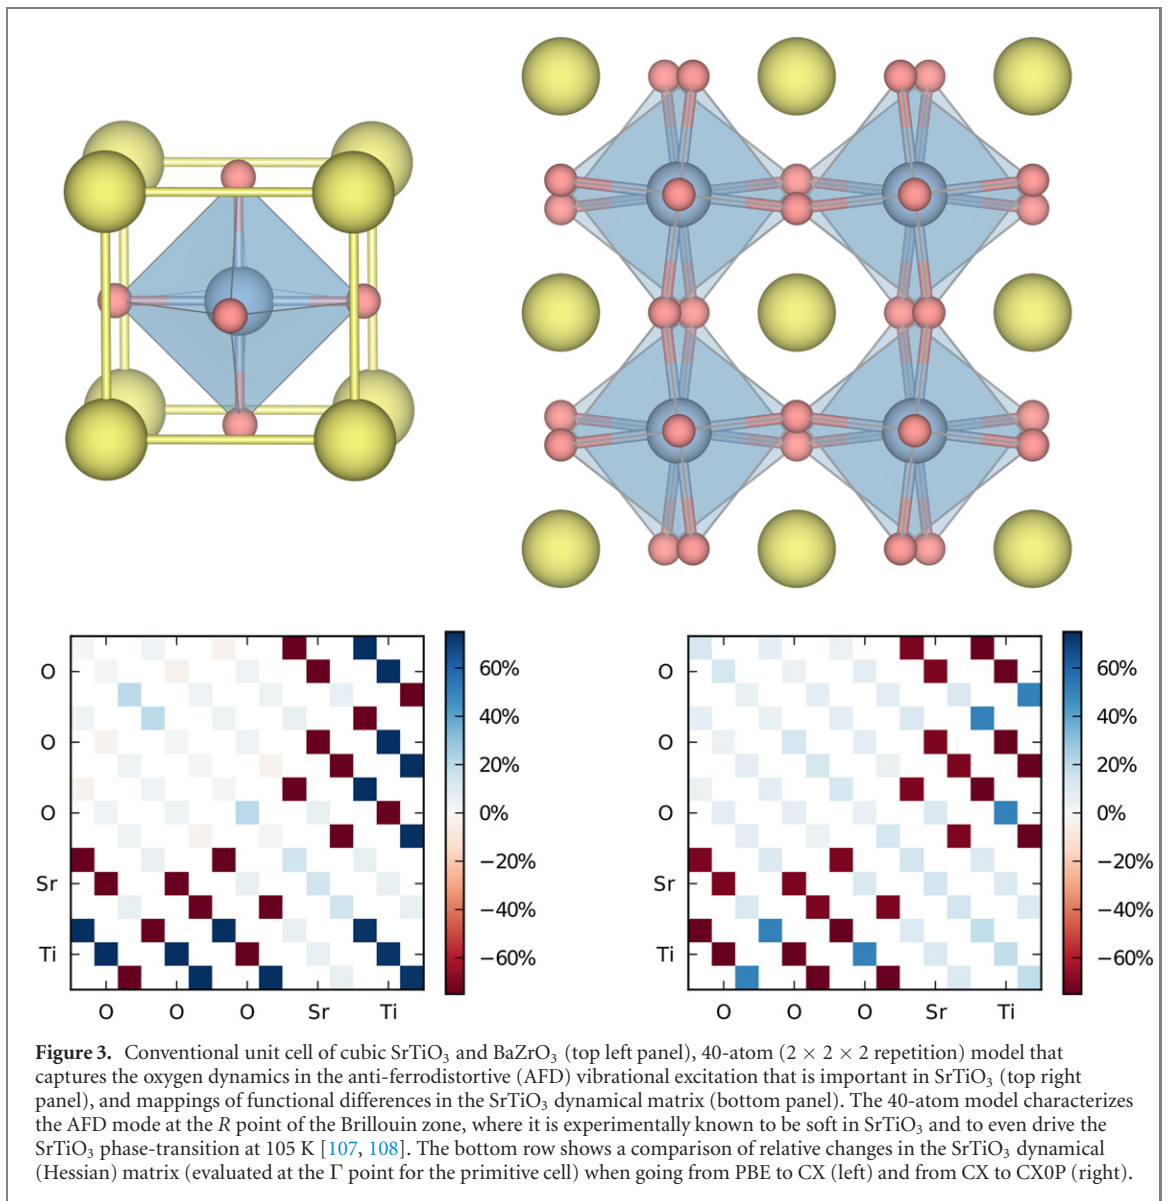 O
O
O
Sr
Ti
O
O
O
Sr
Ti
60%
40%
20%
0%
−20%
−40%
−60%
O
O
O
Sr
Ti
O
O
O
Sr
Ti
60%
40%
20%
0%
−20%
−40%
−60%
Figure 3. Conventional unit cell of cubic SrTiO₃ and BaZrO₃ (top left panel), 40-atom (2 × 2 × 2 repetition) model that
captures the oxygen dynamics in the anti-ferrodistortive (AFD) vibrational excitation that is important in SrTiO₃ (top right
panel), and mappings of functional differences in the SrTiO₃ dynamical matrix (bottom panel). The 40-atom model characterizes
the AFD mode at the R point of the Brillouin zone, where it is experimentally known to be soft in SrTiO₃ and to even drive the
SrTiO₃ phase-transition at 105 K [107, 108]. The bottom row shows a comparison of relative changes in the SrTiO₃ dynamical
(Hessian) matrix (evaluated at the Γ point for the primitive cell) when going from PBE to CX (left) and from CX to CX0P (right).